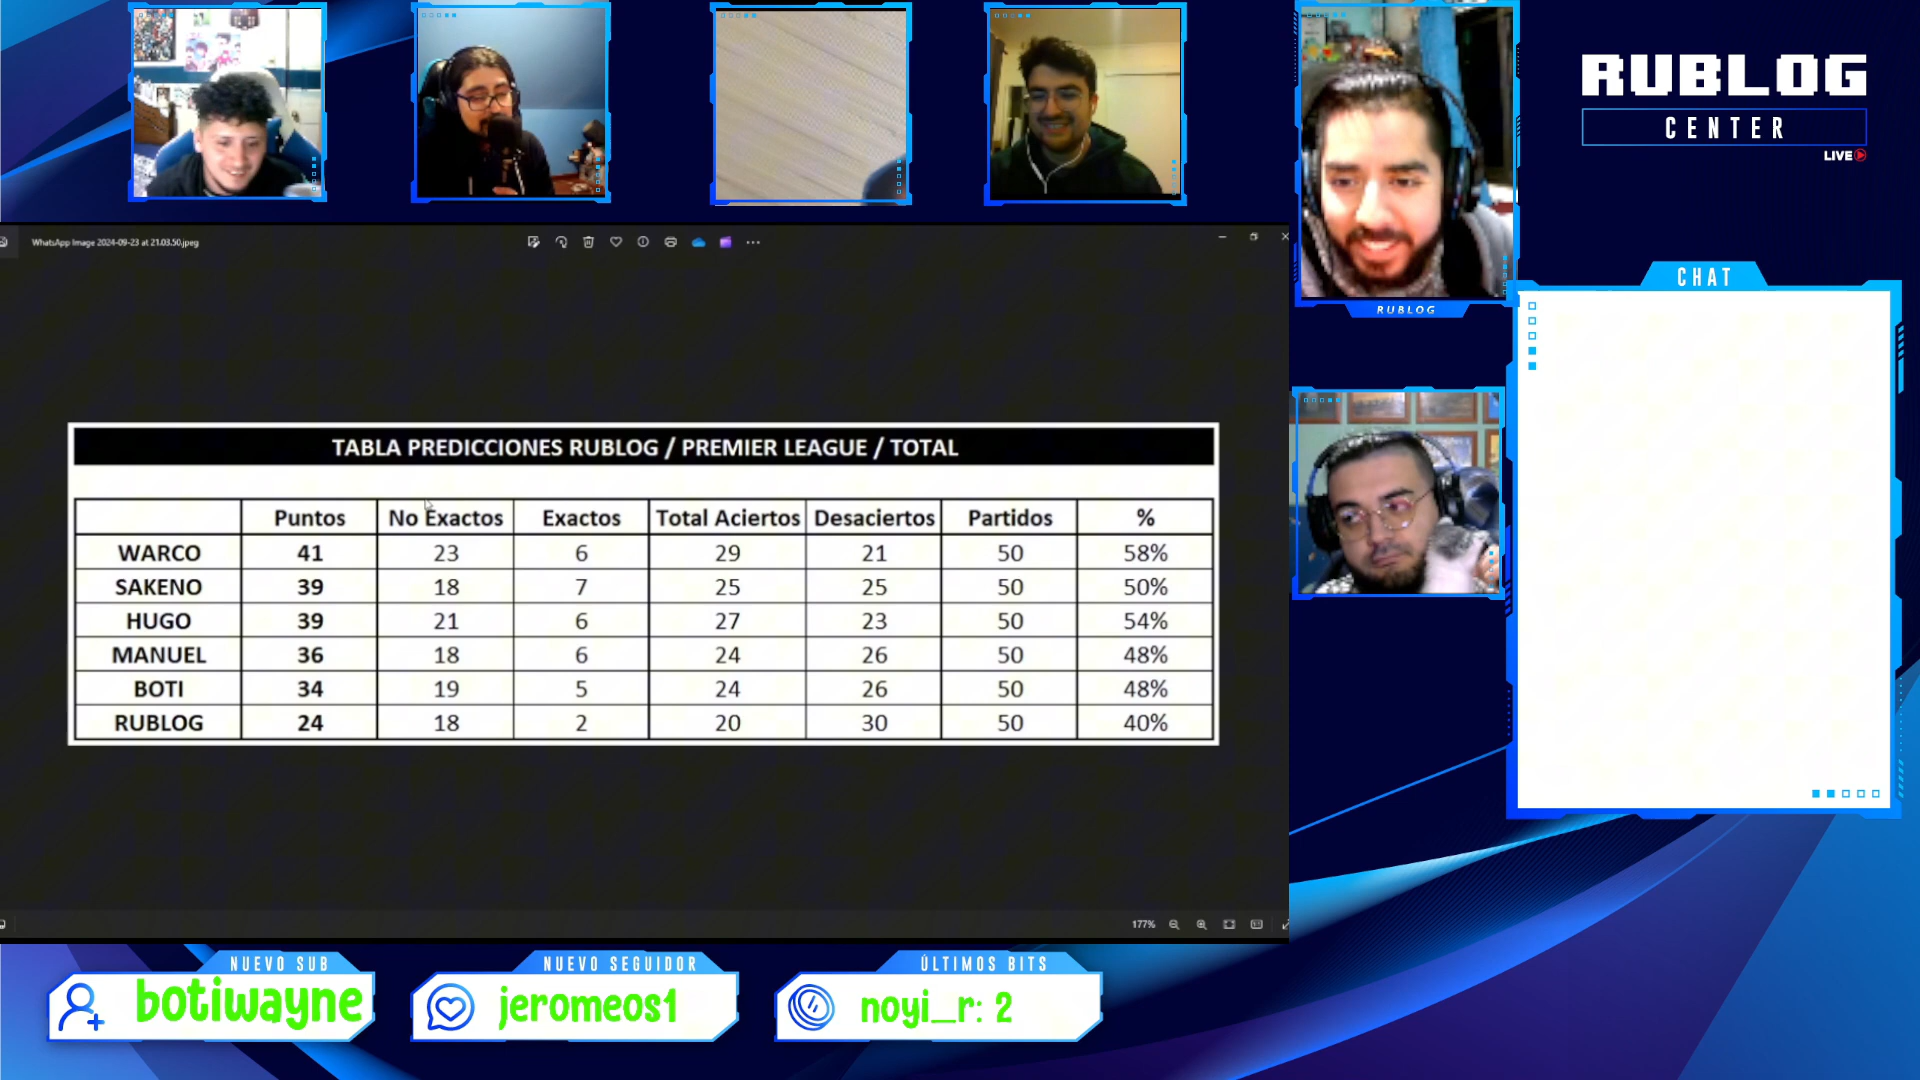 RUBLOG
CENTER
LIVE
RUBLOG
CHAT
WhatsApp Image 2024-09-23 at 21.03.50.jpeg
TABLA PREDICCIONES RUBLOG / PREMIER LEAGUE / TOTAL
Puntos No Exactos Exactos Total Aciertos Desaciertos Partidos %
WARCO 41 23 6 29 21 50 58%
SAKENO 39 18 7 25 25 50 50%
HUGO 39 21 6 27 23 50 54%
MANUEL 36 18 6 24 26 50 48%
BOTI 34 19 5 24 26 50 48%
RUBLOG 24 18 2 20 30 50 40%
177%
NUEVO SUB
botiwayne
NUEVO SEGUIDOR
jeromeos1
ÚLTIMOS BITS
noyi_r: 2